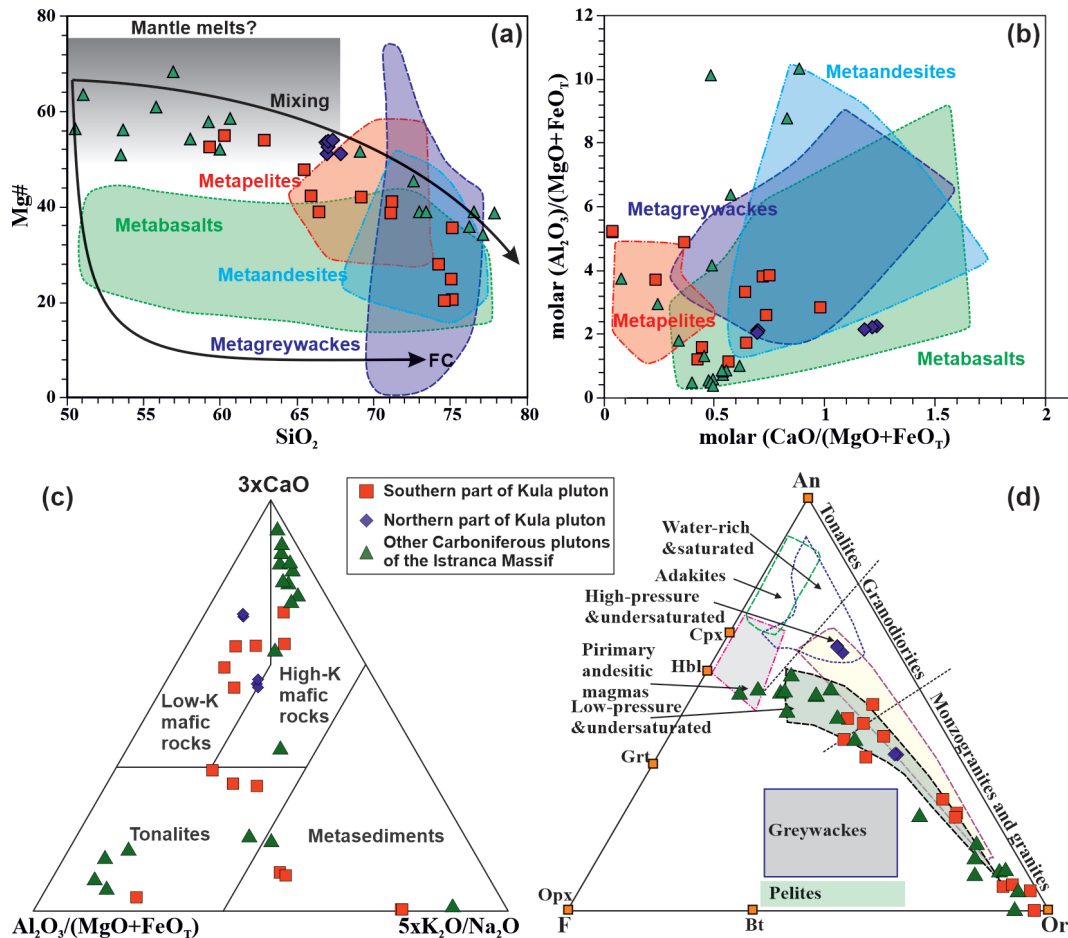 (a)
80
60
40
20
0
Mg#
50
55
60
65
70
75
80
SiO2
Mantle melts?
Mixing
Metapelites
Metabasalts
Metaandesites
Metagreywackes
FC
(b)
12
10
8
6
4
2
0
molar (Al2O3)/(MgO+FeOT)
0
0.5
1
1.5
2
molar (CaO/(MgO+FeOT)
Metaandesites
Metagreywackes
Metapelites
Metabasalts
(c)
3xCaO
Southern part of Kula pluton
Northern part of Kula pluton
Other Carboniferous plutons
of the Istranca Massif
Low-K
mafic
rocks
High-K
mafic
rocks
Tonalites
Metasediments
Al2O3/(MgO+FeOT)
5xK2O/Na2O
(d)
An
Water-rich
&saturated
Adakites
High-pressure
&undersaturated
Cpx
Pirimary
andesitic
magmas
Hbl
Low-pressure
&undersaturated
Grt
Tonalites
Granodiorites
Monzogranites and granites
Greywackes
Pelites
Opx
F
Bt
Or